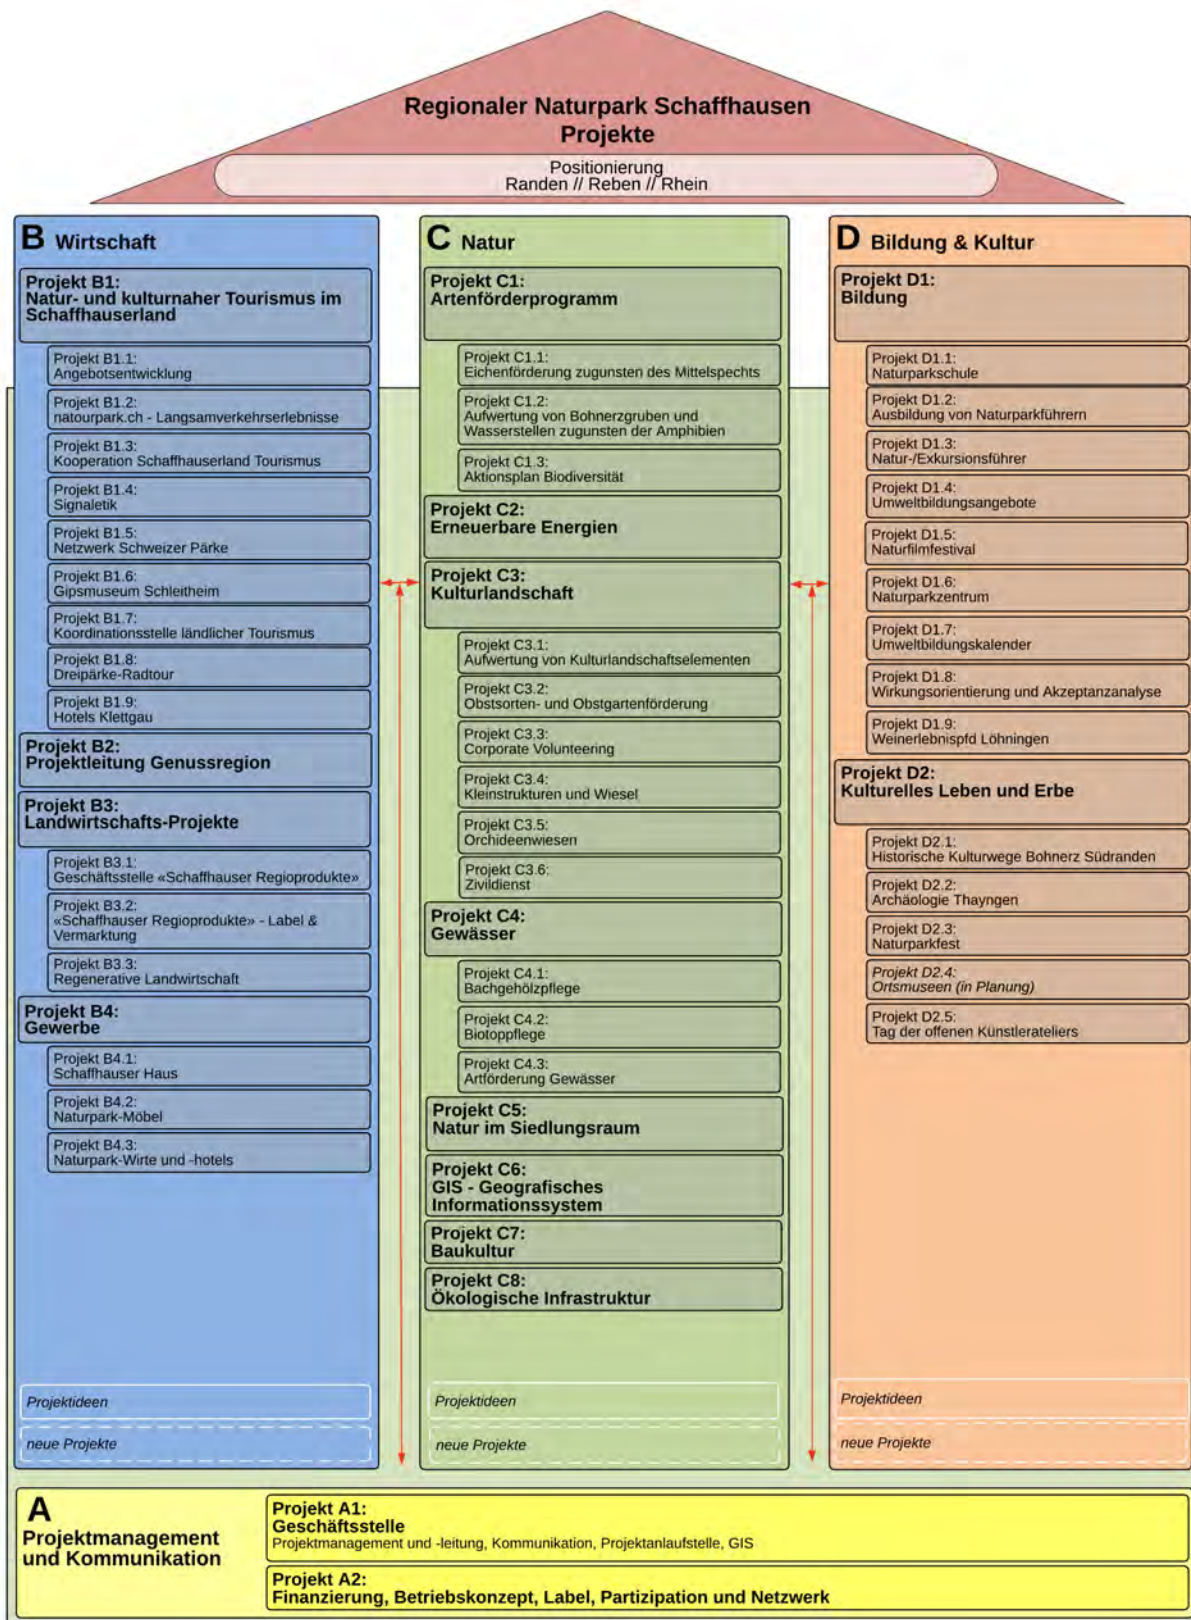 Regionaler Naturpark Schaffhausen
Projekte
Positionierung
Randen // Reben // Rhein
B Wirtschaft
Projekt B1:
Natur- und kulturnaher Tourismus im
Schaffhauserland
Projekt B1.1:
Angebotsentwicklung
Projekt B1.2:
natourpark.ch - Langsamverkehrserlebnisse
Projekt B1.3:
Kooperation Schaffhauserland Tourismus
Projekt B1.4:
Signaletik
Projekt B1.5:
Netzwerk Schweizer Pärke
Projekt B1.6:
Gipsmuseum Schleitheim
Projekt B1.7:
Koordinationsstelle ländlicher Tourismus
Projekt B1.8:
Dreipärke-Radtour
Projekt B1.9:
Hotels Klettgau
Projekt B2:
Projektleitung Genussregion
Projekt B3:
Landwirtschafts-Projekte
Projekt B3.1:
Geschäftsstelle «Schaffhauser Regioprodukte»
Projekt B3.2:
«Schaffhauser Regioprodukte» - Label &
Vermarktung
Projekt B3.3:
Regenerative Landwirtschaft
Projekt B4:
Gewerbe
Projekt B4.1:
Schaffhauser Haus
Projekt B4.2:
Naturpark-Möbel
Projekt B4.3:
Naturpark-Wirte und -hotels
Projektideen
neue Projekte
C Natur
Projekt C1:
Artenförderprogramm
Projekt C1.1:
Eichenförderung zugunsten des Mittelspechts
Projekt C1.2:
Aufwertung von Bohnerzgruben und
Wasserstellen zugunsten der Amphibien
Projekt C1.3:
Aktionsplan Biodiversität
Projekt C2:
Erneuerbare Energien
Projekt C3:
Kulturlandschaft
Projekt C3.1:
Aufwertung von Kulturlandschaftselementen
Projekt C3.2:
Obstsorten- und Obstgartenförderung
Projekt C3.3:
Corporate Volunteering
Projekt C3.4:
Kleinstrukturen und Wiesel
Projekt C3.5:
Orchideenwiesen
Projekt C3.6:
Zivildienst
Projekt C4:
Gewässer
Projekt C4.1:
Bachgehölzpflege
Projekt C4.2:
Biotoppflege
Projekt C4.3:
Artförderung Gewässer
Projekt C5:
Natur im Siedlungsraum
Projekt C6:
GIS - Geografisches
Informationssystem
Projekt C7:
Baukultur
Projekt C8:
Ökologische Infrastruktur
Projektideen
neue Projekte
D Bildung & Kultur
Projekt D1:
Bildung
Projekt D1.1:
Naturparkschule
Projekt D1.2:
Ausbildung von Naturparkführern
Projekt D1.3:
Natur-/Exkursionsführer
Projekt D1.4:
Umweltbildungsangebote
Projekt D1.5:
Naturfilmfestival
Projekt D1.6:
Naturparkzentrum
Projekt D1.7:
Umweltbildungskalender
Projekt D1.8:
Wirkungsorientierung und Akzeptanzanalyse
Projekt D1.9:
Weinerlebnispfd Löhningen
Projekt D2:
Kulturelles Leben und Erbe
Projekt D2.1:
Historische Kulturwege Bohnerz Südranden
Projekt D2.2:
Archäologie Thayngen
Projekt D2.3:
Naturparkfest
Projekt D2.4:
Ortsmuseen (in Planung)
Projekt D2.5:
Tag der offenen Künstlerateliers
Projektideen
neue Projekte
A
Projektmanagement
und Kommunikation
Projekt A1:
Geschäftsstelle
Projektmanagement und -leitung, Kommunikation, Projektanlaufstelle, GIS
Projekt A2:
Finanzierung, Betriebskonzept, Label, Partizipation und Netzwerk